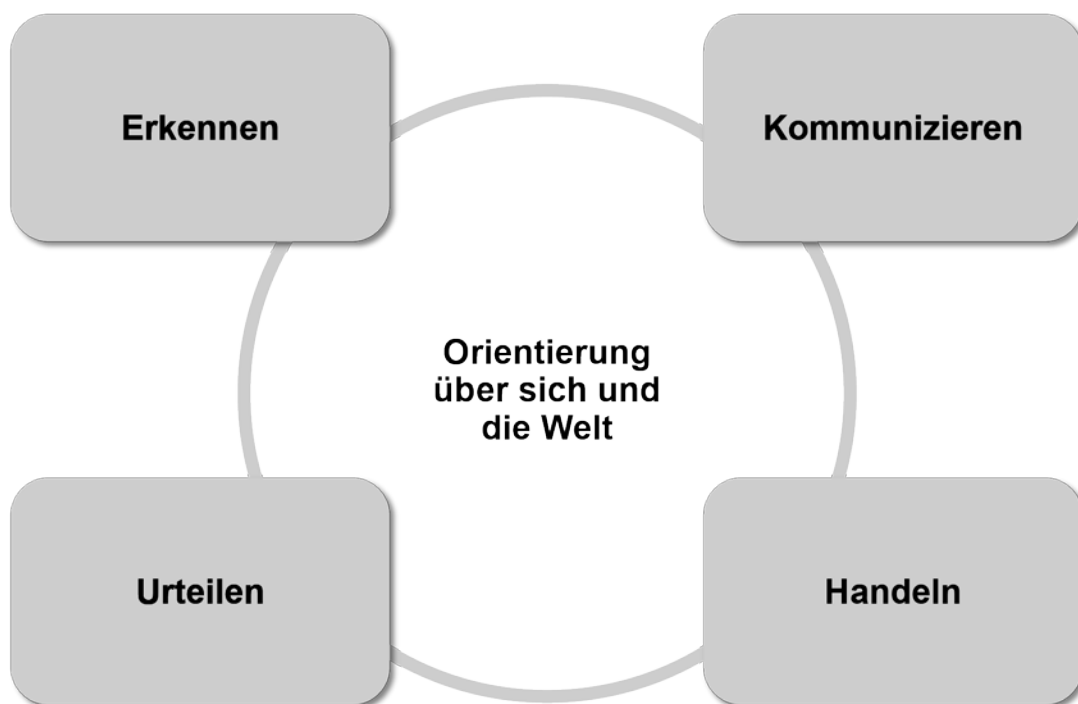 Erkennen
Kommunizieren
Orientierung
über sich und
die Welt
Urteilen
Handeln